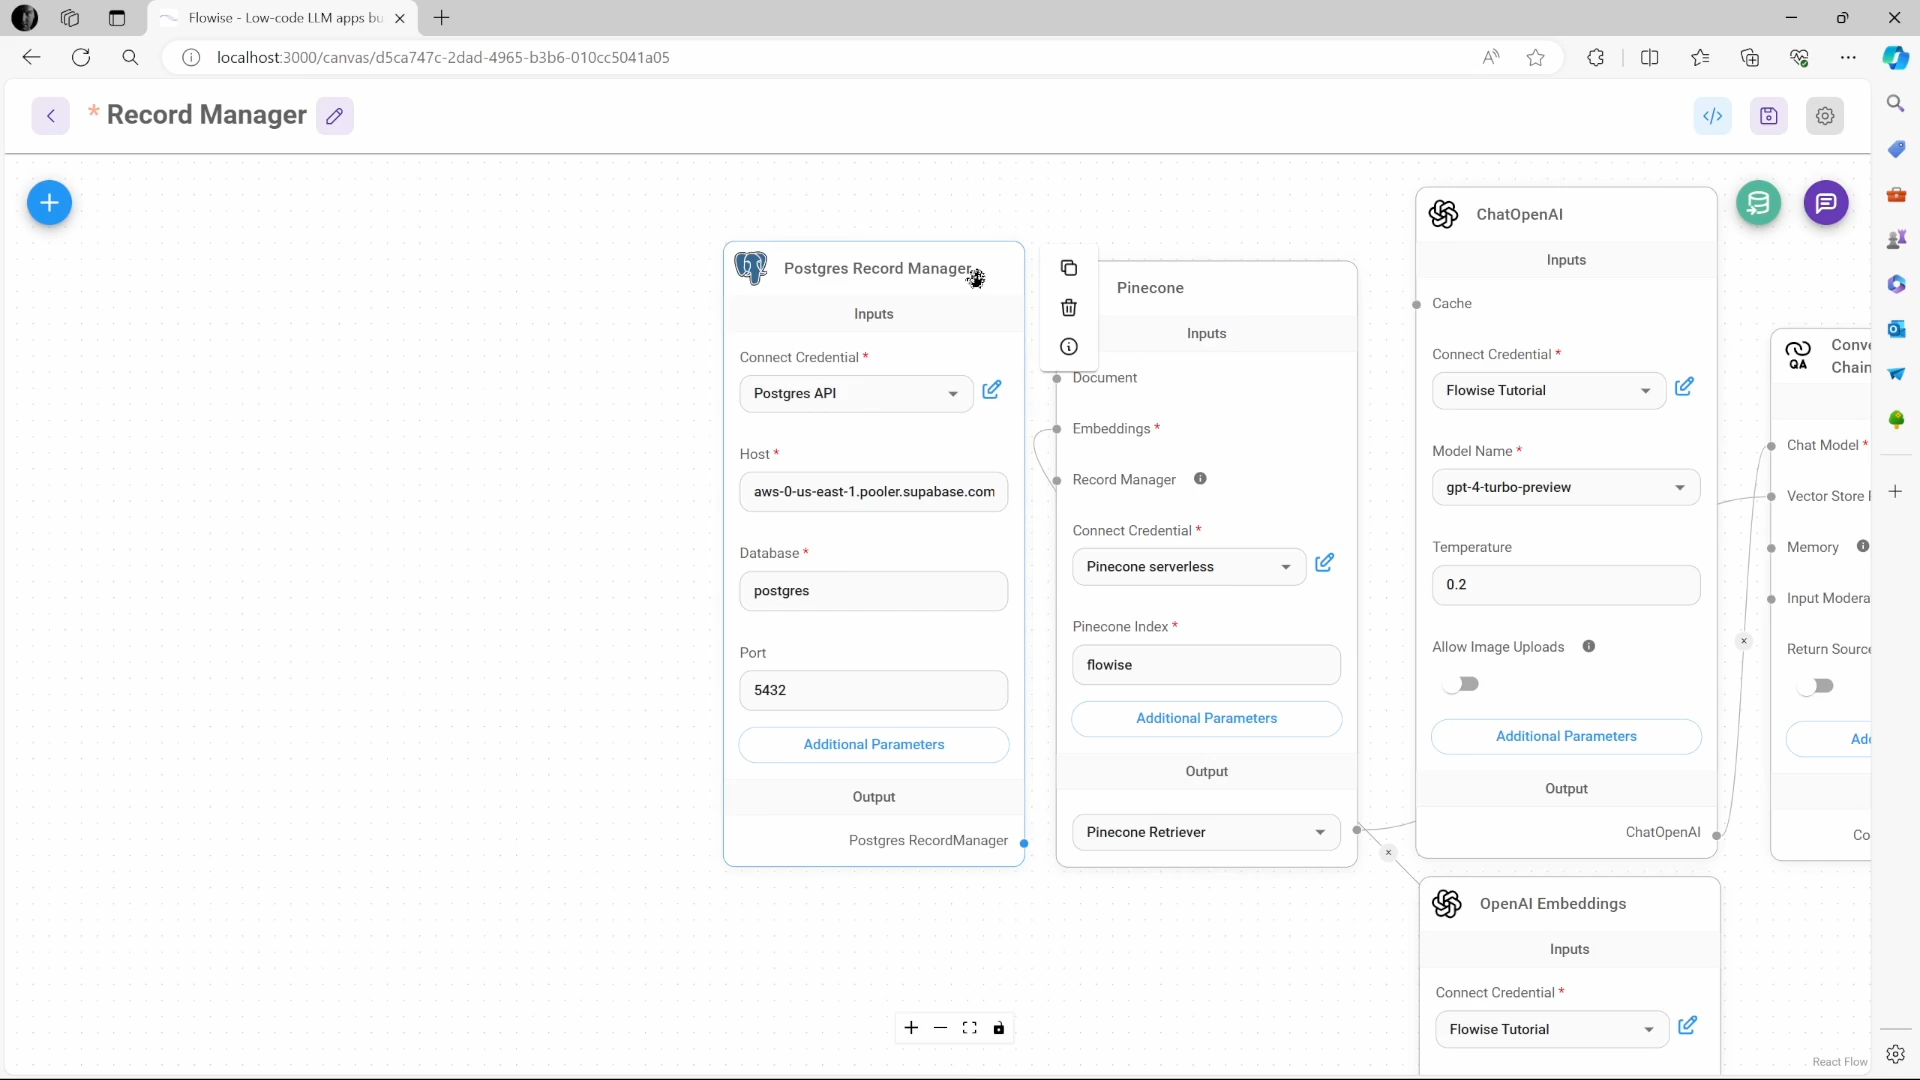 Flowise - Low-code LLM apps bu
localhost:3000/canvas/d5ca747c-2dad-4965-b3b6-010cc5041a05
* Record Manager
Postgres Record Manager
Inputs
Connect Credential *
Postgres API
Host *
aws-0-us-east-1.pooler.supabase.com
Database *
postgres
Port
5432
Additional Parameters
Output
Postgres RecordManager
Pinecone
Inputs
Document
Embeddings *
Record Manager
Connect Credential *
Pinecone serverless
Pinecone Index *
flowise
Additional Parameters
Output
Pinecone Retriever
ChatOpenAI
Inputs
Cache
Connect Credential *
Flowise Tutorial
Model Name *
gpt-4-turbo-preview
Temperature
0.2
Allow Image Uploads
Additional Parameters
Output
ChatOpenAI
OpenAI Embeddings
Inputs
Connect Credential *
Flowise Tutorial
QA
Conve
Chain
Chat Model *
Vector Store
Memory
Input Modera
Return Source
Add
Co
React Flow